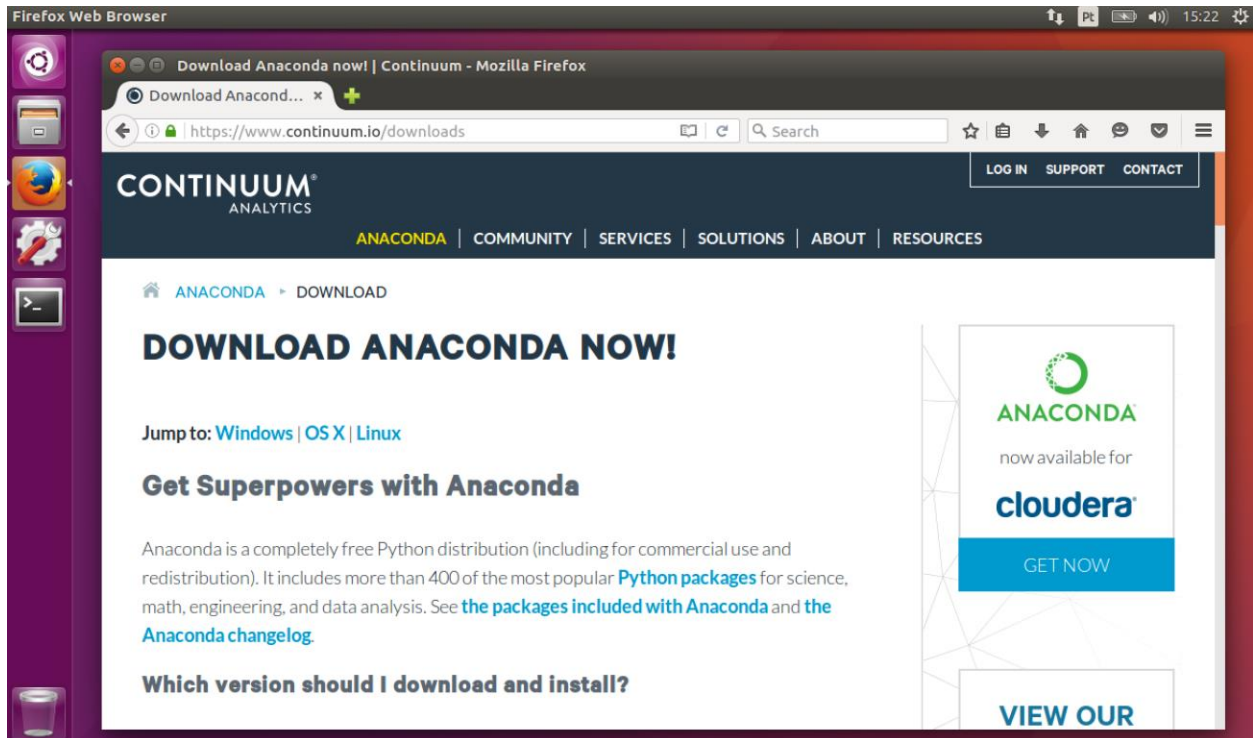 Firefox Web Browser
Pt
15:22
Download Anaconda now! | Continuum - Mozilla Firefox
Download Anacond...
https://www.continuum.io/downloads
Search
LOG IN SUPPORT CONTACT
CONTINUUM®
ANALYTICS
ANACONDA | COMMUNITY | SERVICES | SOLUTIONS | ABOUT | RESOURCES
ANACONDA ▸ DOWNLOAD
DOWNLOAD ANACONDA NOW!
Jump to: Windows | OS X | Linux
Get Superpowers with Anaconda
Anaconda is a completely free Python distribution (including for commercial use and
redistribution). It includes more than 400 of the most popular Python packages for science,
math, engineering, and data analysis. See the packages included with Anaconda and the
Anaconda changelog.
Which version should I download and install?
ANACONDA
now available for
cloudera
GET NOW
VIEW OUR